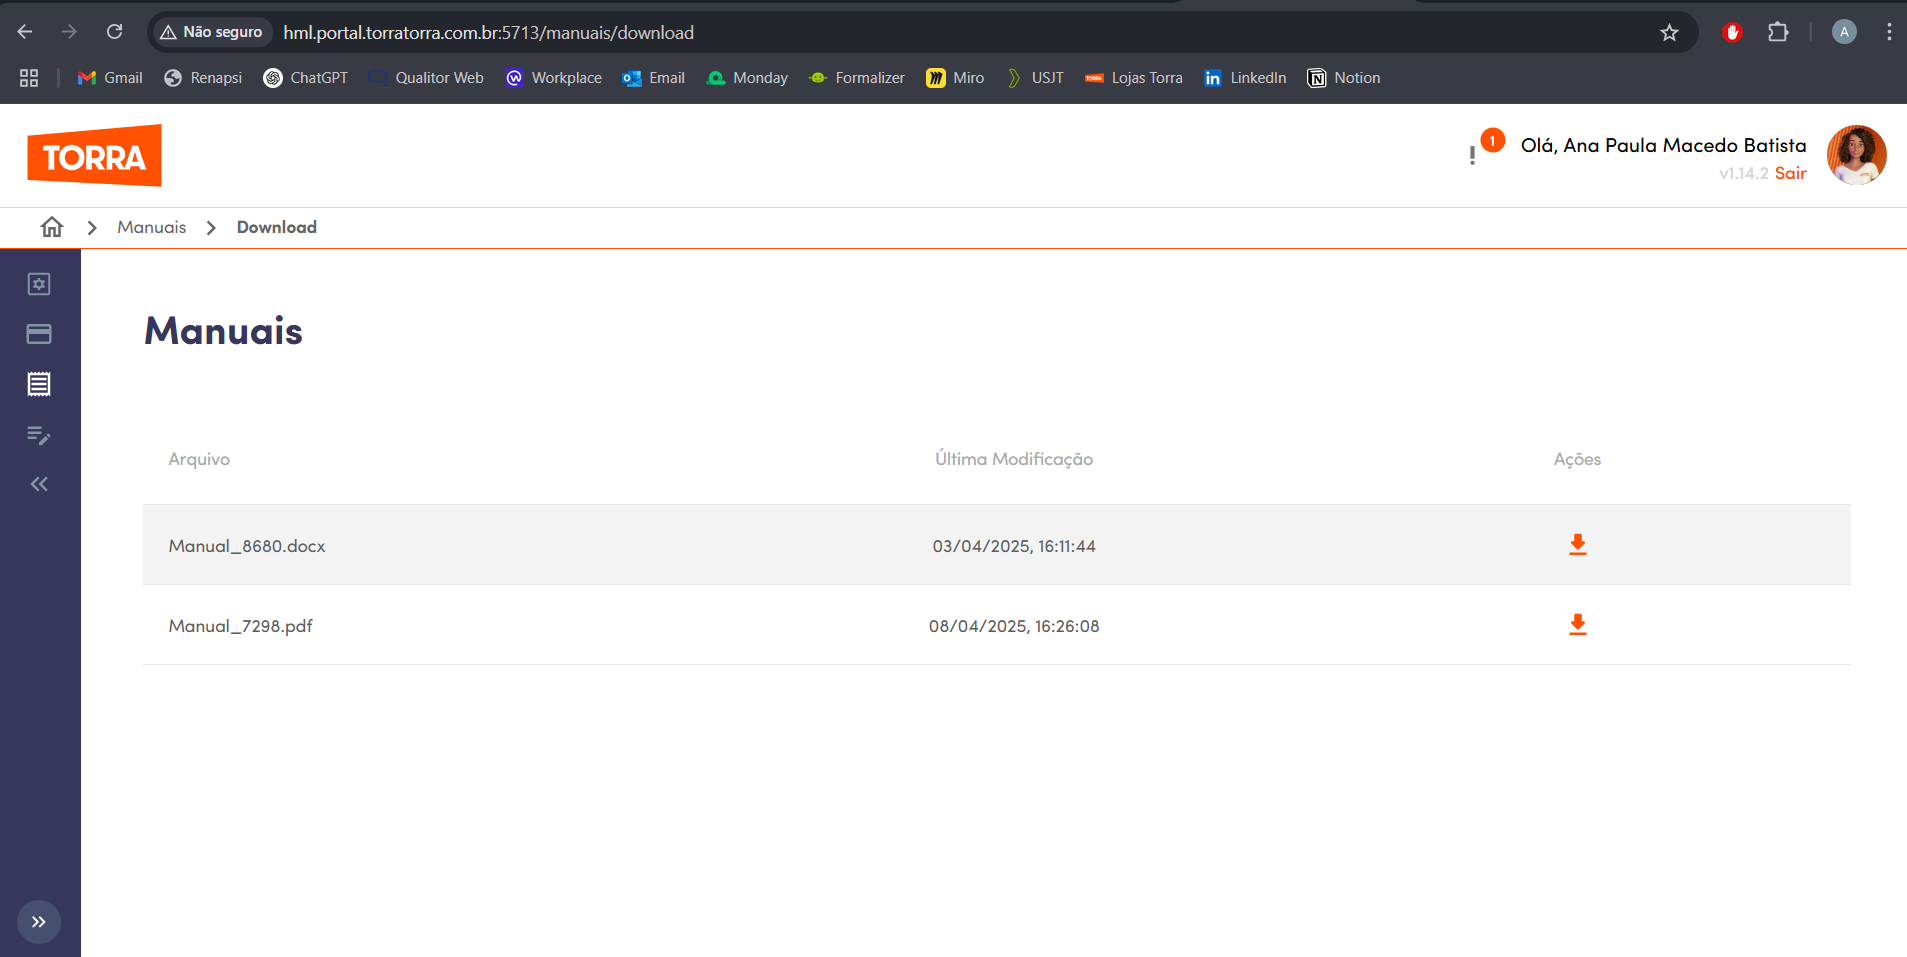 Não seguro hml.portal.torratorra.com.br:5713/manuais/download A
Gmail Renapsi ChatGPT Qualitor Web Workplace Email Monday Formalizer Miro USJT Lojas Torra LinkedIn Notion
TORRA
1
Olá, Ana Paula Macedo Batista
v1.14.2 Sair
Manuais Download
Manuais
Arquivo Última Modificação Ações
Manual_8680.docx 03/04/2025, 16:11:44
Manual_7298.pdf 08/04/2025, 16:26:08